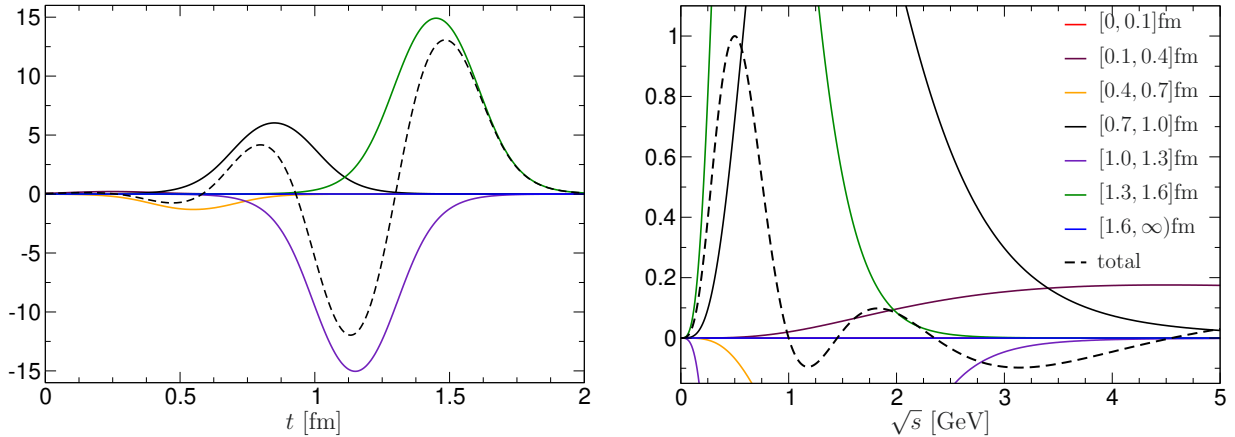 15
10
5
0
-5
-10
-15
0
0.5
1
1.5
2
t [fm]
1
0.8
0.6
0.4
0.2
0
0
1
2
3
4
5
√s [GeV]
[0, 0.1]fm
[0.1, 0.4]fm
[0.4, 0.7]fm
[0.7, 1.0]fm
[1.0, 1.3]fm
[1.3, 1.6]fm
[1.6, ∞)fm
total